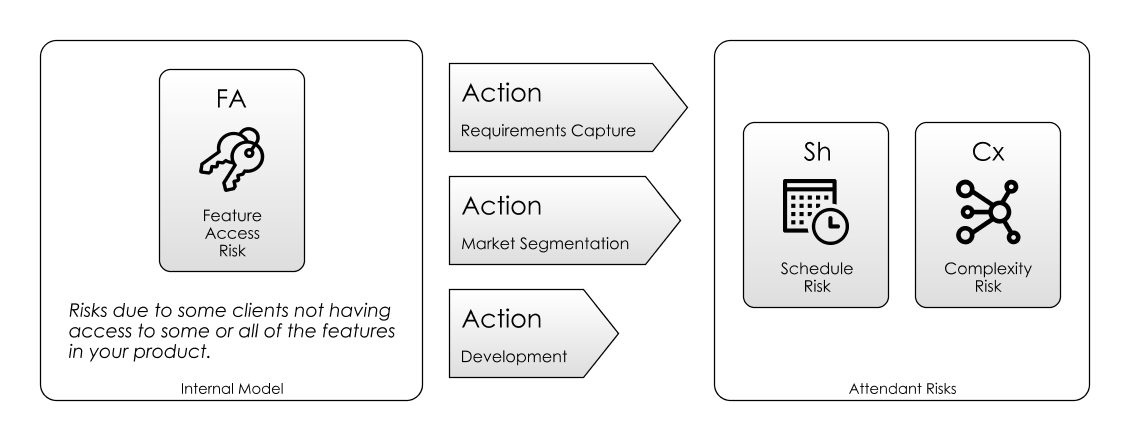 FA
Feature
Access
Risk
Risks due to some clients not having
access to some or all of the features
in your product.
Internal Model
Action
Requirements Capture
Action
Market Segmentation
Action
Development
Sh
Schedule
Risk
Cx
Complexity
Risk
Attendant Risks